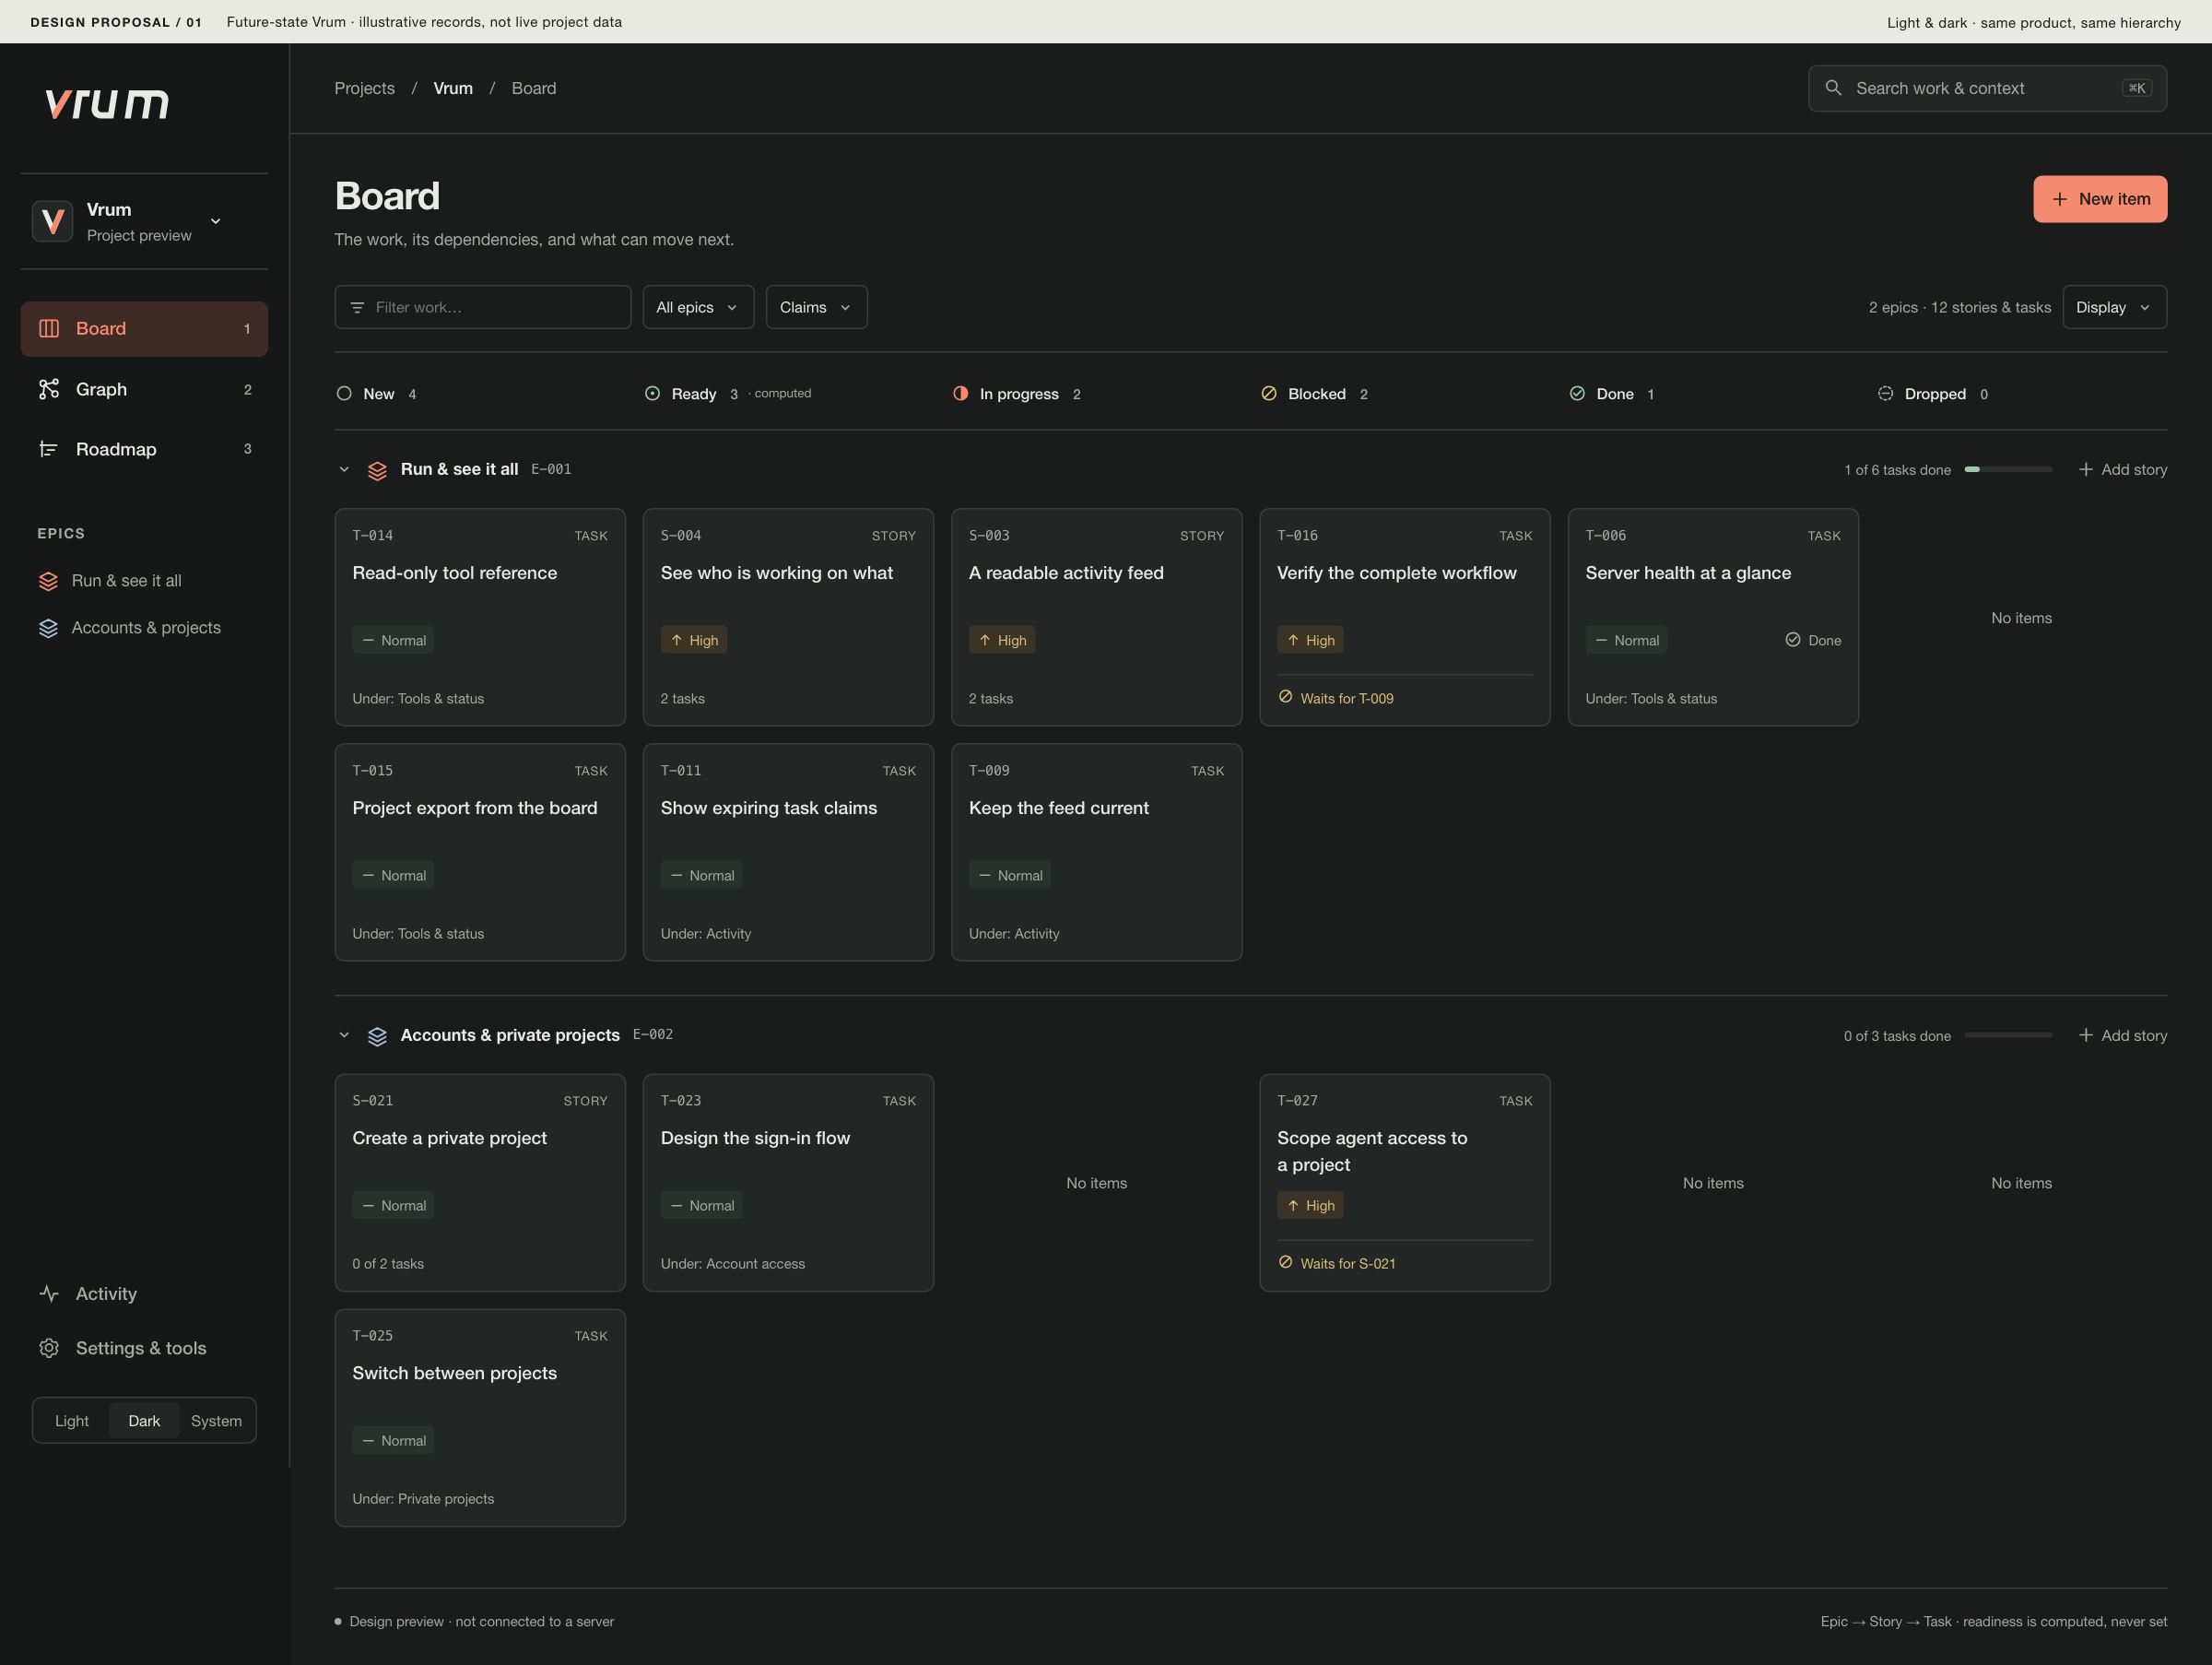 DESIGN PROPOSAL / 01 Future-state Vrum · illustrative records, not live project data Light & dark · same product, same hierarchy
vrum
Projects / Vrum / Board
Search work & context ⌘K
V Vrum
Project preview
Board 1
Graph 2
Roadmap 3
EPICS
Run & see it all
Accounts & projects
Activity
Settings & tools
Light Dark System
Board
The work, its dependencies, and what can move next.
+ New item
Filter work...
All epics
Claims
2 epics · 12 stories & tasks
Display
New 4
Ready 3 · computed
In progress 2
Blocked 2
Done 1
Dropped 0
Run & see it all E-001
1 of 6 tasks done
+ Add story
T-014 TASK
Read-only tool reference
— Normal
Under: Tools & status
S-004 STORY
See who is working on what
↑ High
2 tasks
S-003 STORY
A readable activity feed
↑ High
2 tasks
T-016 TASK
Verify the complete workflow
↑ High
Waits for T-009
T-006 TASK
Server health at a glance
— Normal
Done
Under: Tools & status
No items
T-015 TASK
Project export from the board
— Normal
Under: Tools & status
T-011 TASK
Show expiring task claims
— Normal
Under: Activity
T-009 TASK
Keep the feed current
— Normal
Under: Activity
Accounts & private projects E-002
0 of 3 tasks done
+ Add story
S-021 STORY
Create a private project
— Normal
0 of 2 tasks
T-023 TASK
Design the sign-in flow
— Normal
Under: Account access
No items
T-027 TASK
Scope agent access to
a project
↑ High
Waits for S-021
No items
No items
T-025 TASK
Switch between projects
— Normal
Under: Private projects
Design preview · not connected to a server
Epic → Story → Task · readiness is computed, never set